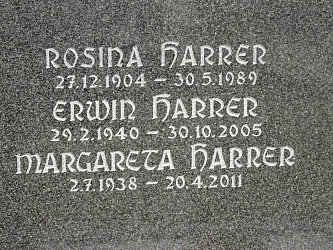 ROSINA HARRER
27.12.1904 – 30.5.1989
ERWIN HARRER
29.2.1940 – 30.10.2005
MARGARETA HARRER
2.7.1938 – 20.4.2011